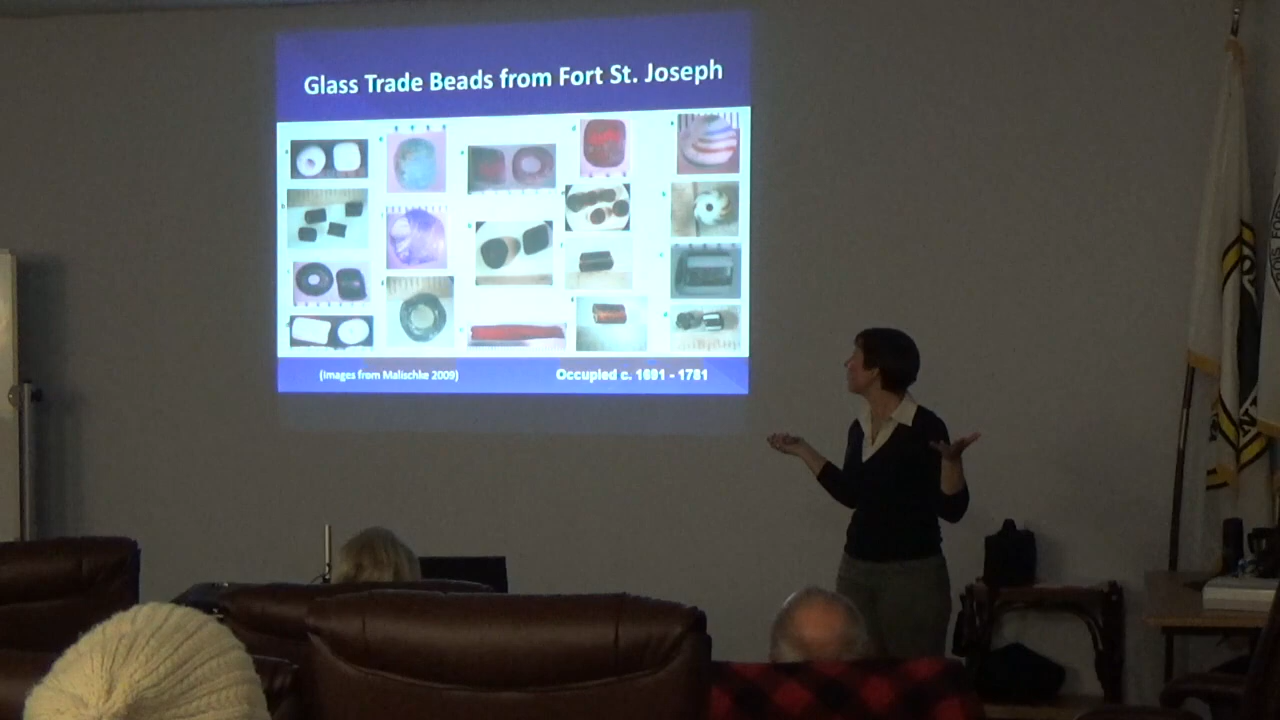 Glass Trade Beads from Fort St. Joseph
(Images from Malischke 2009)
Occupied c. 1691 - 1781